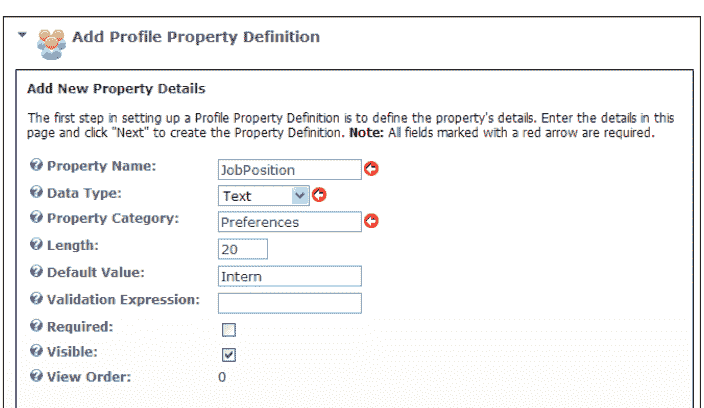 Add Profile Property Definition
Add New Property Details
The first step in setting up a Profile Property Definition is to define the property's details. Enter the details in this
page and click "Next" to create the Property Definition. Note: All fields marked with a red arrow are required.
Property Name: JobPosition
Data Type: Text
Property Category: Preferences
Length: 20
Default Value: Intern
Validation Expression:
Required:
Visible:
View Order: 0